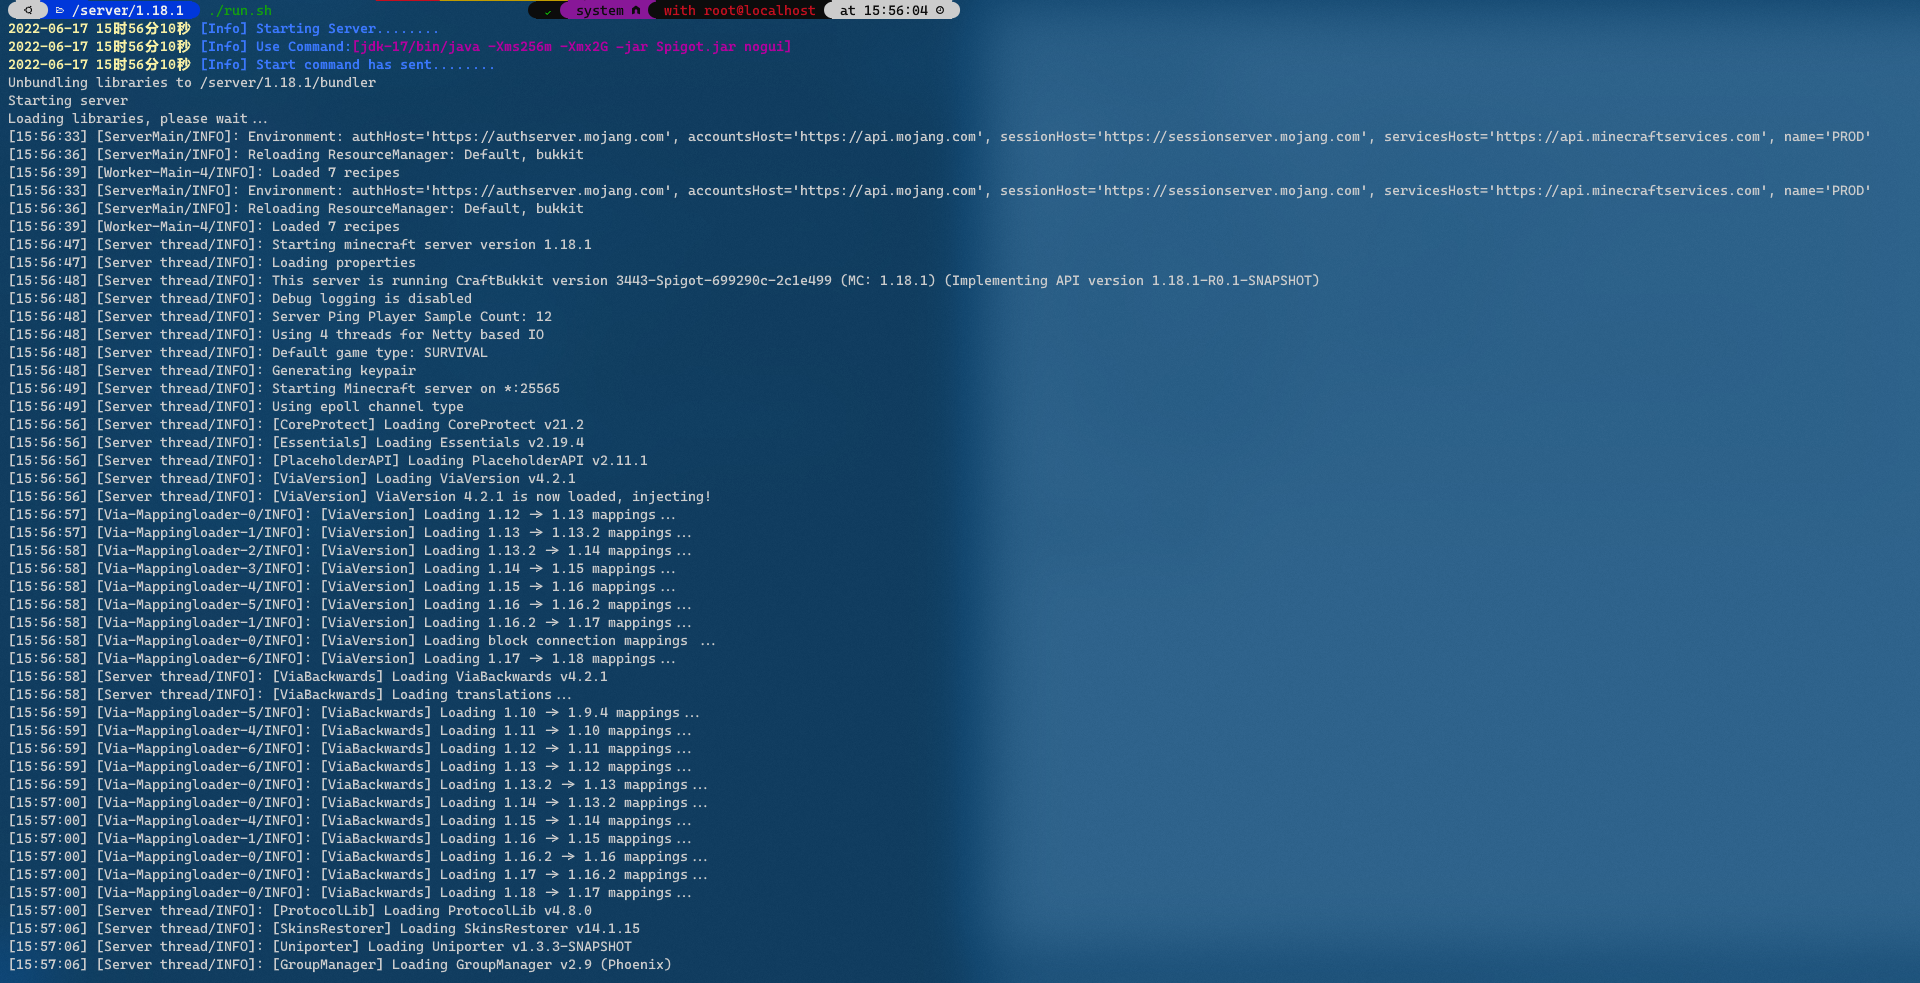 /server/1.18.1 ./run.sh system with root@localhost at 15:56:04
2022-06-17 15时56分10秒 [Info] Starting Server........
2022-06-17 15时56分10秒 [Info] Use Command:[jdk-17/bin/java -Xms256m -Xmx2G -jar Spigot.jar nogui]
2022-06-17 15时56分10秒 [Info] Start command has sent........
Unbundling libraries to /server/1.18.1/bundler
Starting server
Loading libraries, please wait...
[15:56:33] [ServerMain/INFO]: Environment: authHost='https://authserver.mojang.com', accountsHost='https://api.mojang.com', sessionHost='https://sessionserver.mojang.com', servicesHost='https://api.minecraftservices.com', name='PROD'
[15:56:36] [ServerMain/INFO]: Reloading ResourceManager: Default, bukkit
[15:56:39] [Worker-Main-4/INFO]: Loaded 7 recipes
[15:56:33] [ServerMain/INFO]: Environment: authHost='https://authserver.mojang.com', accountsHost='https://api.mojang.com', sessionHost='https://sessionserver.mojang.com', servicesHost='https://api.minecraftservices.com', name='PROD'
[15:56:36] [ServerMain/INFO]: Reloading ResourceManager: Default, bukkit
[15:56:39] [Worker-Main-4/INFO]: Loaded 7 recipes
[15:56:47] [Server thread/INFO]: Starting minecraft server version 1.18.1
[15:56:47] [Server thread/INFO]: Loading properties
[15:56:48] [Server thread/INFO]: This server is running CraftBukkit version 3443-Spigot-699290c-2c1e499 (MC: 1.18.1) (Implementing API version 1.18.1-R0.1-SNAPSHOT)
[15:56:48] [Server thread/INFO]: Debug logging is disabled
[15:56:48] [Server thread/INFO]: Server Ping Player Sample Count: 12
[15:56:48] [Server thread/INFO]: Using 4 threads for Netty based IO
[15:56:48] [Server thread/INFO]: Default game type: SURVIVAL
[15:56:48] [Server thread/INFO]: Generating keypair
[15:56:49] [Server thread/INFO]: Starting Minecraft server on *:25565
[15:56:49] [Server thread/INFO]: Using epoll channel type
[15:56:56] [Server thread/INFO]: [CoreProtect] Loading CoreProtect v21.2
[15:56:56] [Server thread/INFO]: [Essentials] Loading Essentials v2.19.4
[15:56:56] [Server thread/INFO]: [PlaceholderAPI] Loading PlaceholderAPI v2.11.1
[15:56:56] [Server thread/INFO]: [ViaVersion] Loading ViaVersion v4.2.1
[15:56:56] [Server thread/INFO]: [ViaVersion] ViaVersion 4.2.1 is now loaded, injecting!
[15:56:57] [Via-Mappingloader-0/INFO]: [ViaVersion] Loading 1.12 -> 1.13 mappings...
[15:56:57] [Via-Mappingloader-1/INFO]: [ViaVersion] Loading 1.13 -> 1.13.2 mappings...
[15:56:58] [Via-Mappingloader-2/INFO]: [ViaVersion] Loading 1.13.2 -> 1.14 mappings...
[15:56:58] [Via-Mappingloader-3/INFO]: [ViaVersion] Loading 1.14 -> 1.15 mappings...
[15:56:58] [Via-Mappingloader-4/INFO]: [ViaVersion] Loading 1.15 -> 1.16 mappings...
[15:56:58] [Via-Mappingloader-5/INFO]: [ViaVersion] Loading 1.16 -> 1.16.2 mappings...
[15:56:58] [Via-Mappingloader-1/INFO]: [ViaVersion] Loading 1.16.2 -> 1.17 mappings...
[15:56:58] [Via-Mappingloader-0/INFO]: [ViaVersion] Loading block connection mappings ...
[15:56:58] [Via-Mappingloader-6/INFO]: [ViaVersion] Loading 1.17 -> 1.18 mappings...
[15:56:58] [Server thread/INFO]: [ViaBackwards] Loading ViaBackwards v4.2.1
[15:56:58] [Server thread/INFO]: [ViaBackwards] Loading translations...
[15:56:59] [Via-Mappingloader-5/INFO]: [ViaBackwards] Loading 1.10 -> 1.9.4 mappings...
[15:56:59] [Via-Mappingloader-4/INFO]: [ViaBackwards] Loading 1.11 -> 1.10 mappings...
[15:56:59] [Via-Mappingloader-6/INFO]: [ViaBackwards] Loading 1.12 -> 1.11 mappings...
[15:56:59] [Via-Mappingloader-6/INFO]: [ViaBackwards] Loading 1.13 -> 1.12 mappings...
[15:56:59] [Via-Mappingloader-0/INFO]: [ViaBackwards] Loading 1.13.2 -> 1.13 mappings...
[15:57:00] [Via-Mappingloader-0/INFO]: [ViaBackwards] Loading 1.14 -> 1.13.2 mappings...
[15:57:00] [Via-Mappingloader-4/INFO]: [ViaBackwards] Loading 1.15 -> 1.14 mappings...
[15:57:00] [Via-Mappingloader-1/INFO]: [ViaBackwards] Loading 1.16 -> 1.15 mappings...
[15:57:00] [Via-Mappingloader-0/INFO]: [ViaBackwards] Loading 1.16.2 -> 1.16 mappings...
[15:57:00] [Via-Mappingloader-0/INFO]: [ViaBackwards] Loading 1.17 -> 1.16.2 mappings...
[15:57:00] [Via-Mappingloader-0/INFO]: [ViaBackwards] Loading 1.18 -> 1.17 mappings...
[15:57:00] [Server thread/INFO]: [ProtocolLib] Loading ProtocolLib v4.8.0
[15:57:06] [Server thread/INFO]: [SkinsRestorer] Loading SkinsRestorer v14.1.15
[15:57:06] [Server thread/INFO]: [Uniporter] Loading Uniporter v1.3.3-SNAPSHOT
[15:57:06] [Server thread/INFO]: [GroupManager] Loading GroupManager v2.9 (Phoenix)